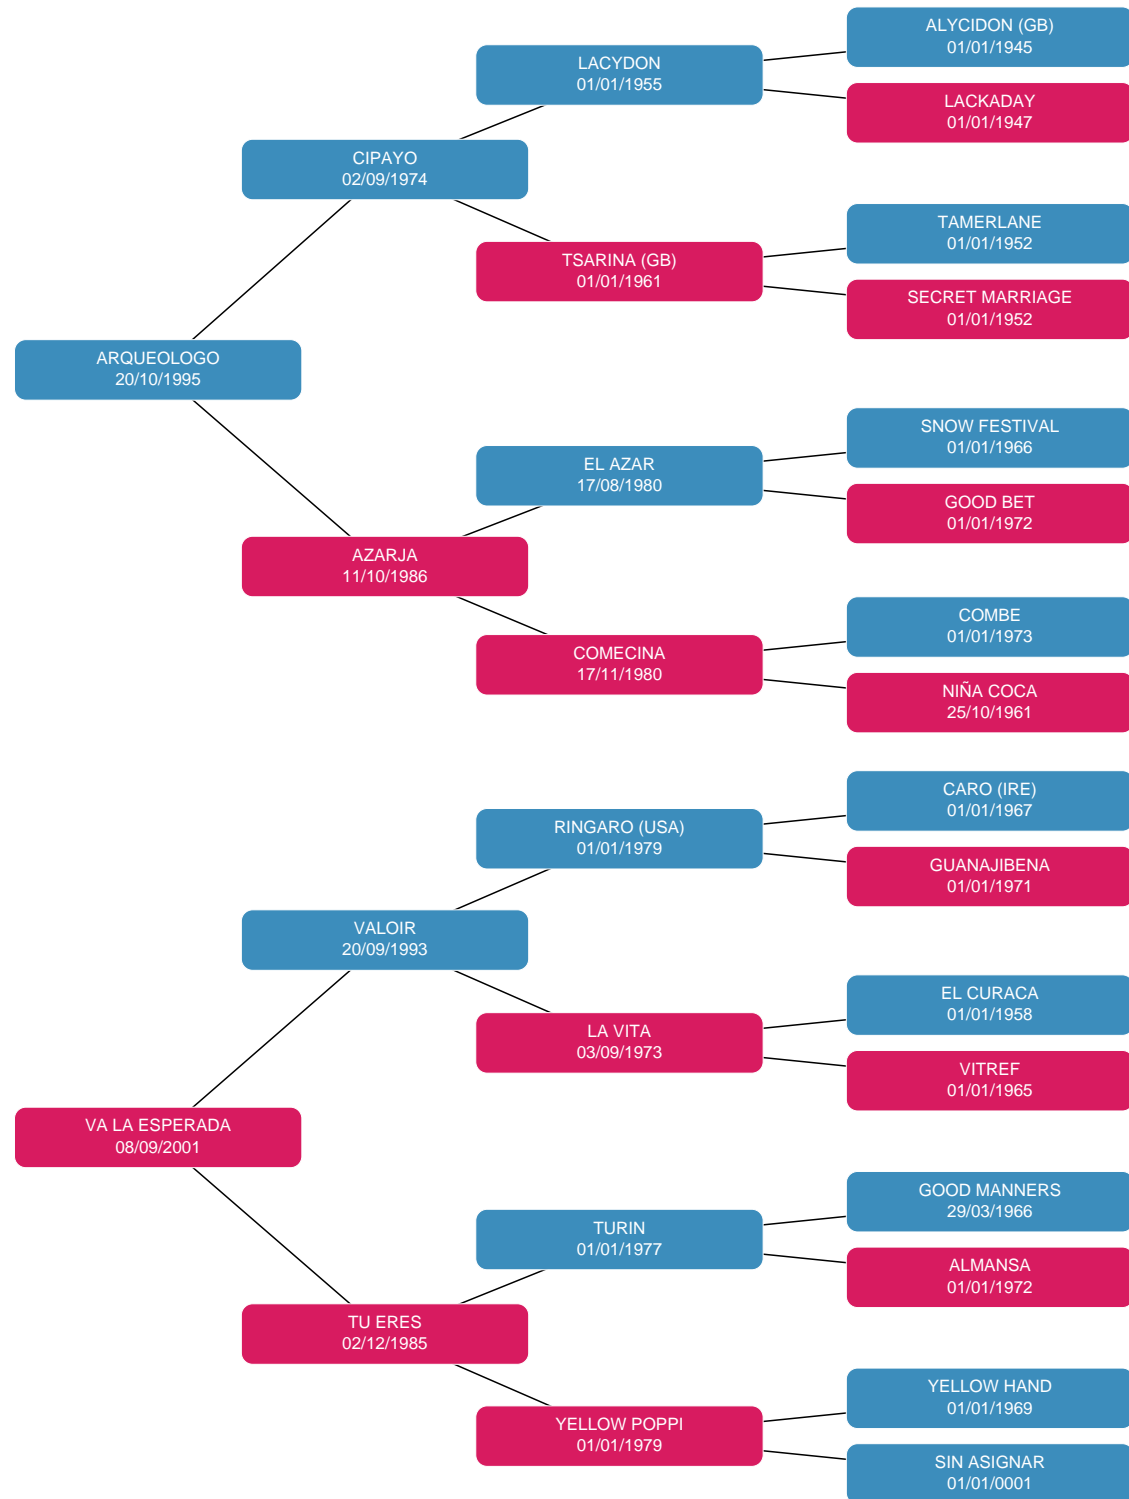 ALYCIDON (GB)
01/01/1945
LACYDON
01/01/1955
LACKADAY
01/01/1947
CIPAYO
02/09/1974
TAMERLANE
01/01/1952
TSARINA (GB)
01/01/1961
SECRET MARRIAGE
01/01/1952
ARQUEOLOGO
20/10/1995
SNOW FESTIVAL
01/01/1966
EL AZAR
17/08/1980
GOOD BET
01/01/1972
AZARJA
11/10/1986
COMBE
01/01/1973
COMECINA
17/11/1980
NIÑA COCA
25/10/1961
CARO (IRE)
01/01/1967
RINGARO (USA)
01/01/1979
GUANAJIBENA
01/01/1971
VALOIR
20/09/1993
EL CURACA
01/01/1958
LA VITA
03/09/1973
VITREF
01/01/1965
VA LA ESPERADA
08/09/2001
GOOD MANNERS
29/03/1966
TURIN
01/01/1977
ALMANSA
01/01/1972
TU ERES
02/12/1985
YELLOW HAND
01/01/1969
YELLOW POPPI
01/01/1979
SIN ASIGNAR
01/01/0001